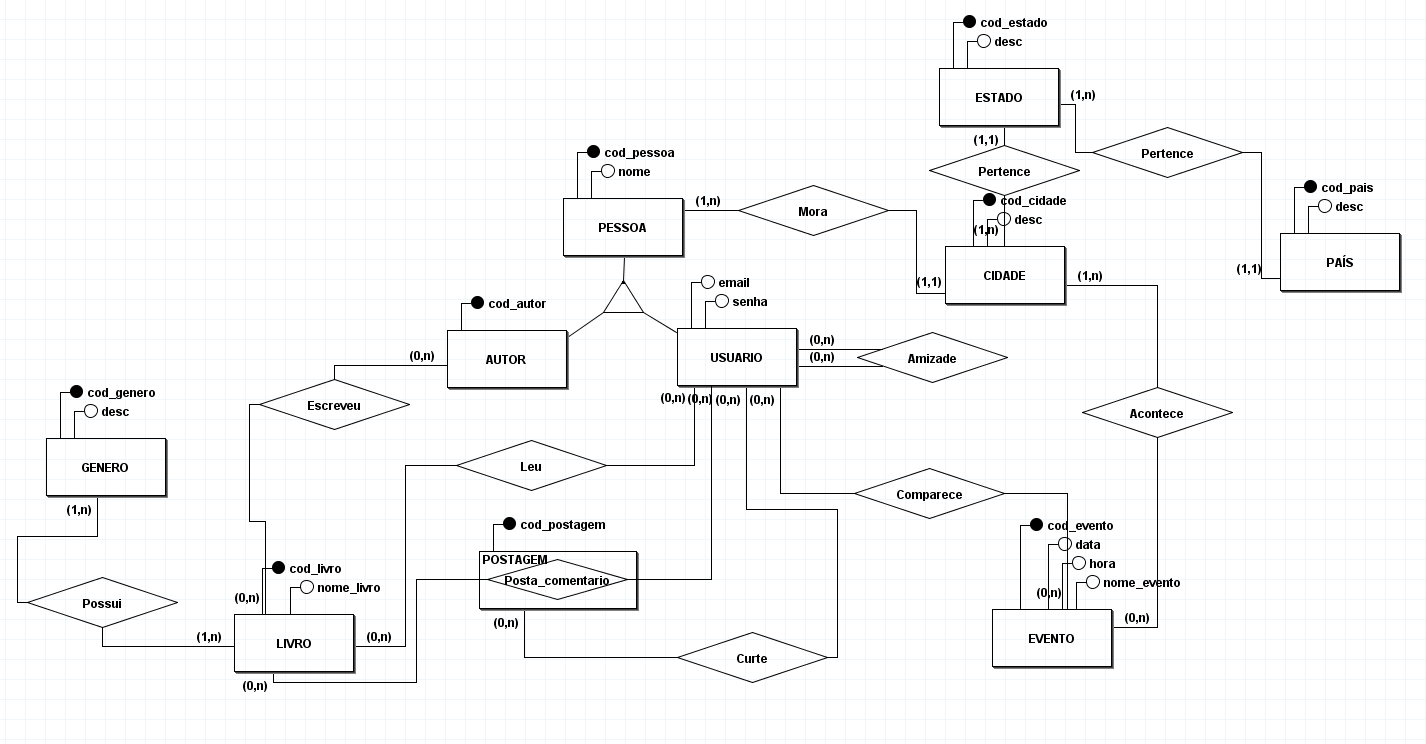 cod_estado
desc
ESTADO
(1,n)
(1,1)
Pertence
Pertence
cod_pessoa
nome
PESSOA
(1,n)
Mora
cod_cidade
desc
(1,n)
(1,1)
CIDADE
(1,n)
cod_pais
desc
PAÍS
(1,1)
cod_autor
AUTOR
(0,n)
email
senha
USUARIO
(0,n)
(0,n)
Amizade
(0,n)
(0,n)
(0,n)
(0,n)
cod_genero
desc
GENERO
(1,n)
Escreveu
Acontece
Leu
Comparece
cod_postagem
POSTAGEM
Posta_comentario
(0,n)
cod_evento
data
hora
nome_evento
(0,n)
EVENTO
(0,n)
cod_livro
nome_livro
(0,n)
Possui
(1,n)
LIVRO
(0,n)
(0,n)
Curte